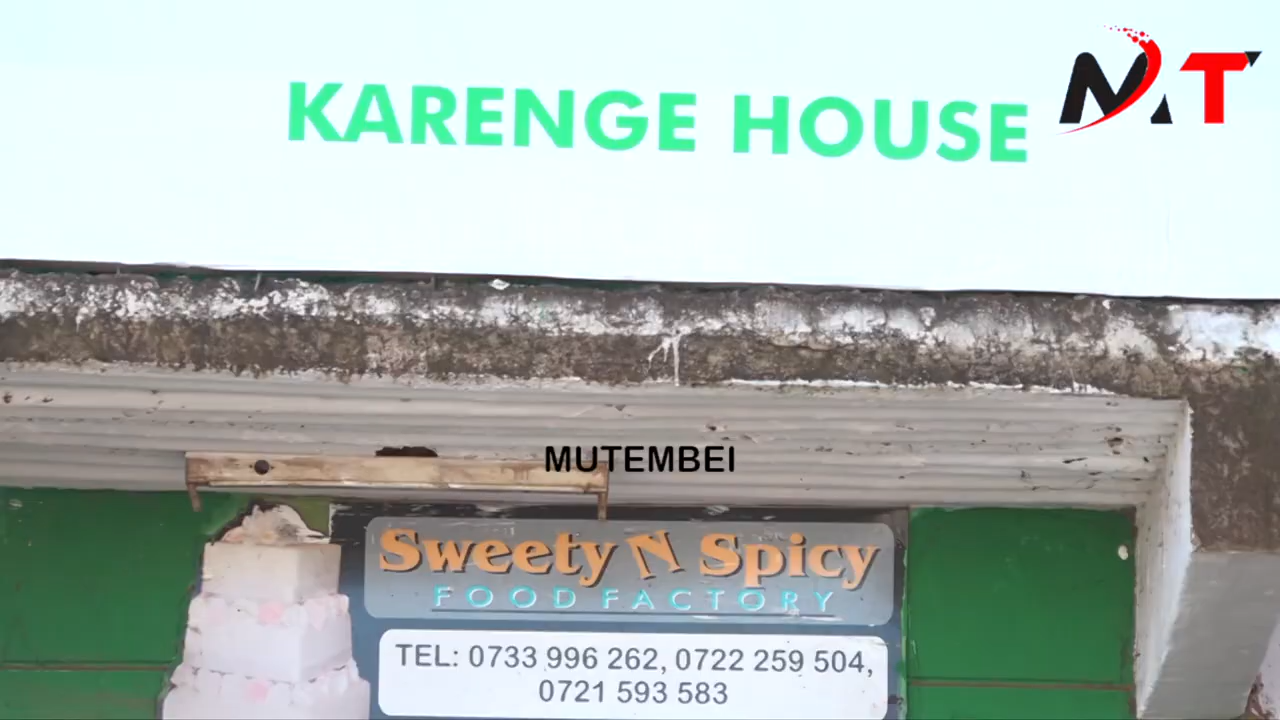 KARENGE HOUSE
MT
MUTEMBEI
Sweety N Spicy
FOOD FACTORY
TEL: 0733 996 262, 0722 259 504,
0721 593 583